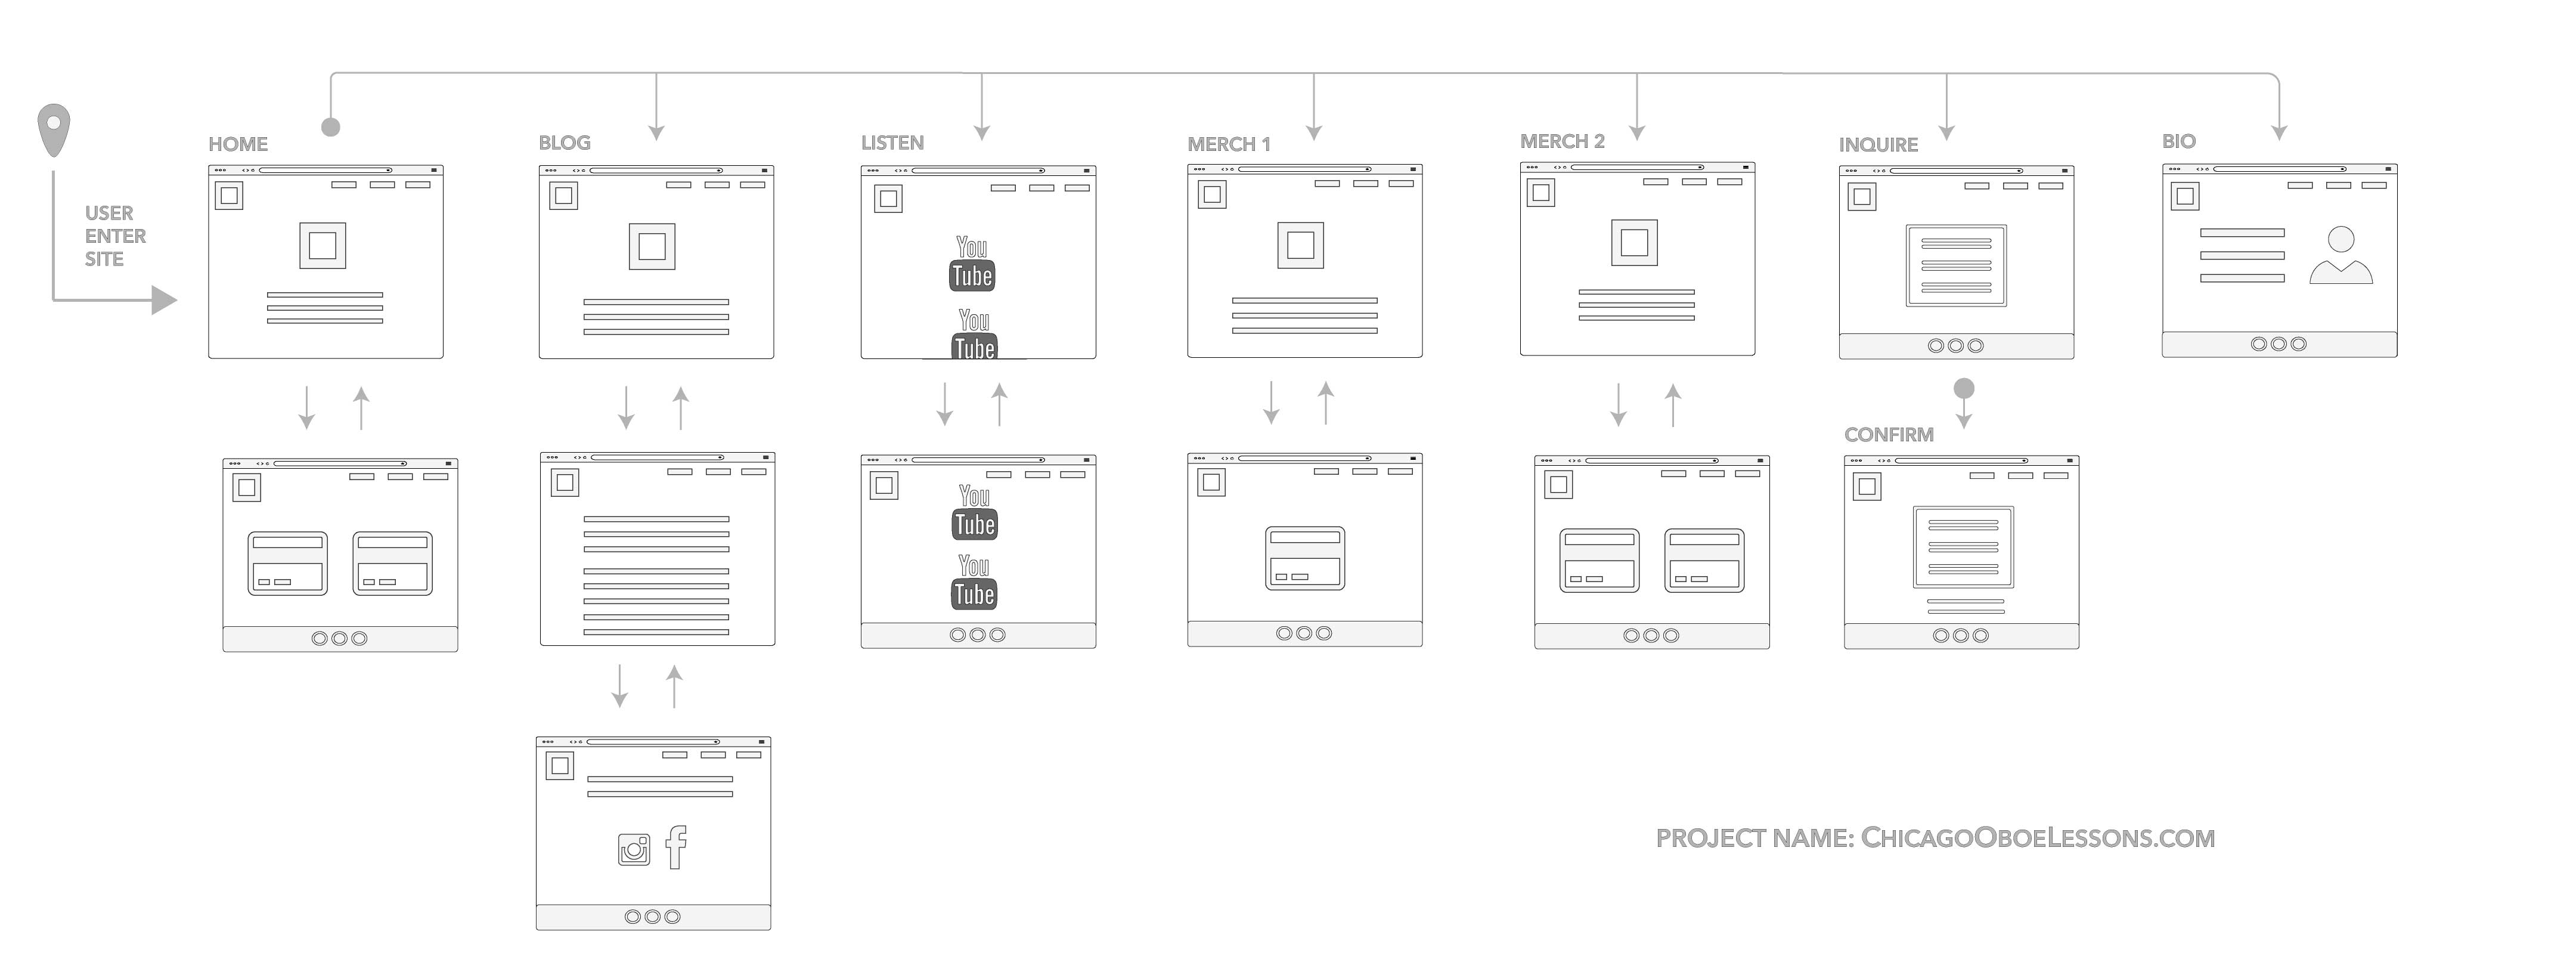 HOME
BLOG
LISTEN
MERCH 1
MERCH 2
INQUIRE
BIO
USER
ENTER
SITE
You
Tube
You
Tube
CONFIRM
You
Tube
You
Tube
PROJECT NAME: CHICAGOOBOELESSONS.COM